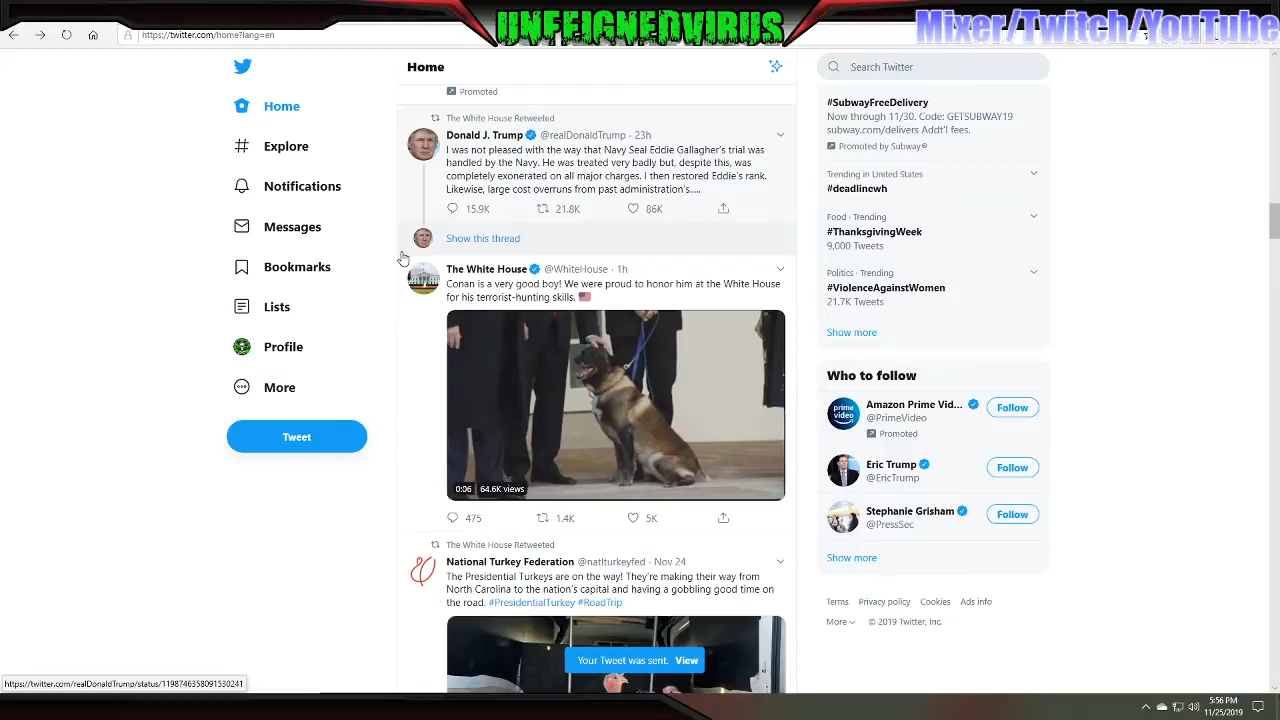 UNFEIGNEDVIRUS
Mixer/Twitch/YouTube
https://twitter.com/home?lang=en
Home
Explore
Notifications
Messages
Bookmarks
Lists
Profile
More
Tweet
Home
Promoted
The White House Retweeted
Donald J. Trump @realDonaldTrump · 23h
I was not pleased with the way that Navy Seal Eddie Gallagher's trial was
handled by the Navy. He was treated very badly but, despite this, was
completely exonerated on all major charges. I then restored Eddie's rank.
Likewise, large cost overruns from past administration's.....
15.9K 21.8K 86K
Show this thread
The White House @WhiteHouse · 1h
Conan is a very good boy! We were proud to honor him at the White House
for his terrorist-hunting skills.
0:06 64.6K views
475 1.4K 5K
The White House Retweeted
National Turkey Federation @natlturkeyfed · Nov 24
The Presidential Turkeys are on the way! They're making their way from
North Carolina to the nation's capital and having a gobbling good time on
the road. #PresidentialTurkey #RoadTrip
Your Tweet was sent. View
Search Twitter
#SubwayFreeDelivery
Now through 11/30. Code: GETSUBWAY19
subway.com/delivers Addt'l fees.
Promoted by Subway®
Trending in United States
#deadlinewh
Food · Trending
#ThanksgivingWeek
9,000 Tweets
Politics · Trending
#ViolenceAgainstWomen
21.7K Tweets
Show more
Who to follow
prime video
Amazon Prime Vid...
@PrimeVideo
Promoted
Follow
Eric Trump
@EricTrump
Follow
Stephanie Grisham
@PressSec
Follow
Show more
Terms Privacy policy Cookies Ads info
More © 2019 Twitter, Inc.
https://twitter.com/realDonaldTrump/status/1198746358091530241
5:56 PM
11/25/2019